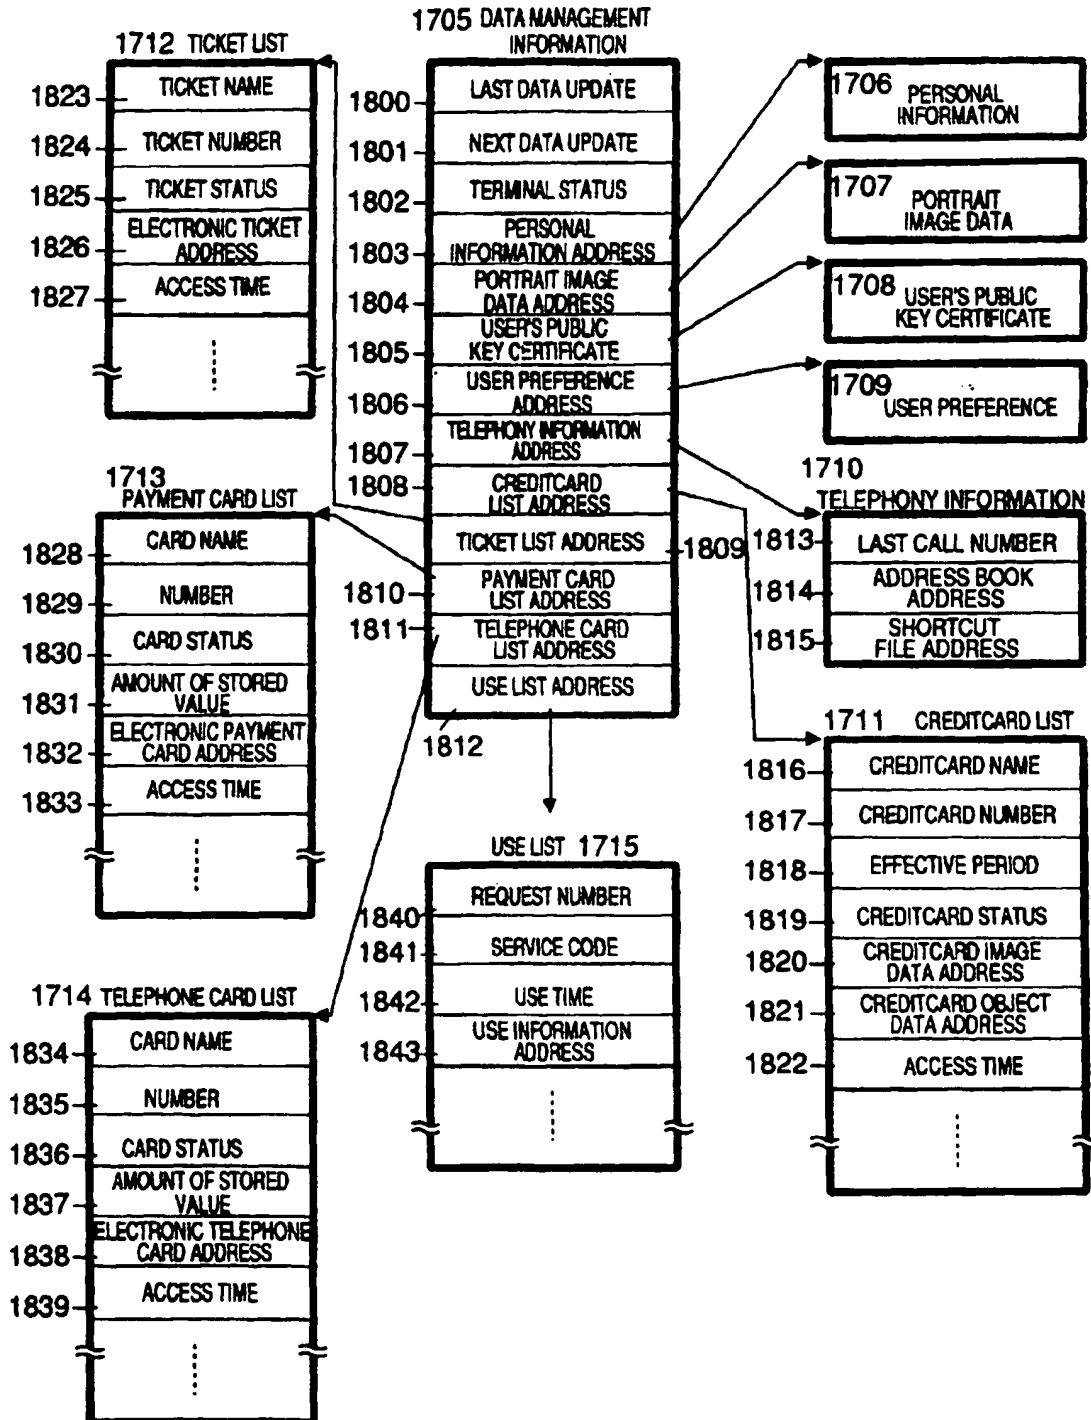 1705 DATA MANAGEMENT
INFORMATION
1800 LAST DATA UPDATE
1801 NEXT DATA UPDATE
1802 TERMINAL STATUS
1803 PERSONAL
INFORMATION ADDRESS
1804 PORTRAIT IMAGE
DATA ADDRESS
1805 USER'S PUBLIC
KEY CERTIFICATE
1806 USER PREFERENCE
ADDRESS
1807 TELEPHONY INFORMATION
ADDRESS
1808 CREDITCARD
LIST ADDRESS
TICKET LIST ADDRESS 1809
1810 PAYMENT CARD
LIST ADDRESS
1811 TELEPHONE CARD
LIST ADDRESS
USE LIST ADDRESS
1812
1712 TICKET LIST
1823 TICKET NAME
1824 TICKET NUMBER
1825 TICKET STATUS
1826 ELECTRONIC TICKET
ADDRESS
1827 ACCESS TIME
1713
PAYMENT CARD LIST
1828 CARD NAME
1829 NUMBER
1830 CARD STATUS
1831 AMOUNT OF STORED
VALUE
1832 ELECTRONIC PAYMENT
CARD ADDRESS
1833 ACCESS TIME
1714 TELEPHONE CARD LIST
1834 CARD NAME
1835 NUMBER
1836 CARD STATUS
1837 AMOUNT OF STORED
VALUE
1838 ELECTRONIC TELEPHONE
CARD ADDRESS
1839 ACCESS TIME
USE LIST 1715
1840 REQUEST NUMBER
1841 SERVICE CODE
1842 USE TIME
1843 USE INFORMATION
ADDRESS
1706 PERSONAL
INFORMATION
1707 PORTRAIT
IMAGE DATA
1708 USER'S PUBLIC
KEY CERTIFICATE
1709
USER PREFERENCE
1710
TELEPHONY INFORMATION
1813 LAST CALL NUMBER
1814 ADDRESS BOOK
ADDRESS
1815 SHORTCUT
FILE ADDRESS
1711 CREDITCARD LIST
1816 CREDITCARD NAME
1817 CREDITCARD NUMBER
1818 EFFECTIVE PERIOD
1819 CREDITCARD STATUS
1820 CREDITCARD IMAGE
DATA ADDRESS
1821 CREDITCARD OBJECT
DATA ADDRESS
1822 ACCESS TIME